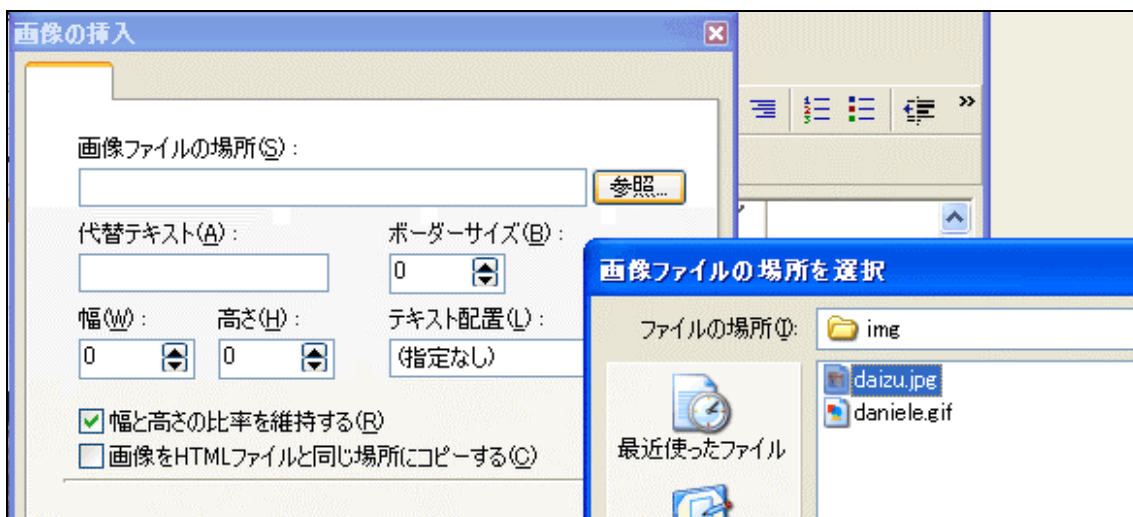 画像の挿入
画像ファイルの場所(S):
参照...
代替テキスト(A):
ボーダーサイズ(B):
0
幅(W):
高さ(H):
テキスト配置(L):
0
0
(指定なし)
幅と高さの比率を維持する(R)
画像をHTMLファイルと同じ場所にコピーする(C)
画像ファイルの場所を選択
ファイルの場所(I):
img
daizu.jpg
daniele.gif
最近使ったファイル